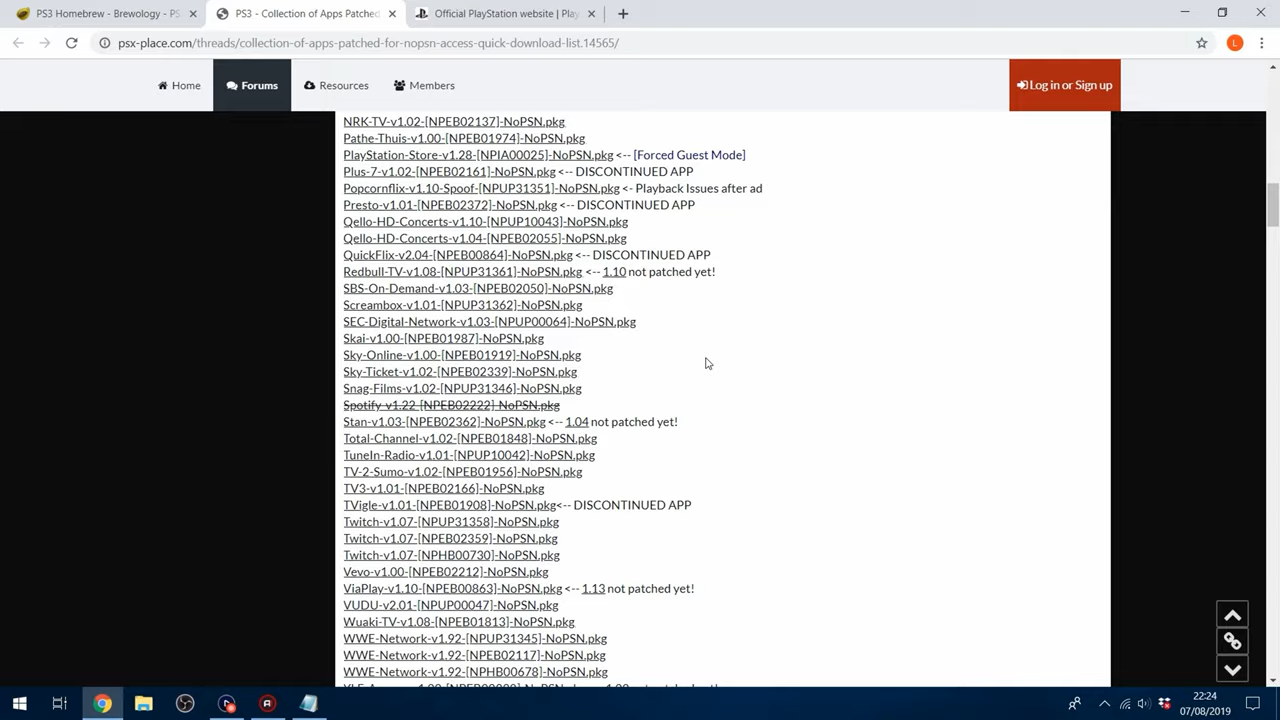 PS3 Homebrew - Brewology - PS
PS3 - Collection of Apps Patched
Official PlayStation website | Play
psx-place.com/threads/collection-of-apps-patched-for-nopsn-access-quick-download-list.14565/
L
Home
Forums
Resources
Members
Log in or Sign up
NRK-TV-v1.02-[NPEB02137]-NoPSN.pkg
Pathe-Thuis-v1.00-[NPEB01974]-NoPSN.pkg
PlayStation-Store-v1.28-[NPIA00025]-NoPSN.pkg <-- [Forced Guest Mode]
Plus-7-v1.02-[NPEB02161]-NoPSN.pkg <-- DISCONTINUED APP
Popcornflix-v1.10-Spoof-[NPUP31351]-NoPSN.pkg <- Playback Issues after ad
Presto-v1.01-[NPEB02372]-NoPSN.pkg <-- DISCONTINUED APP
Qello-HD-Concerts-v1.10-[NPUP10043]-NoPSN.pkg
Qello-HD-Concerts-v1.04-[NPEB02055]-NoPSN.pkg
QuickFlix-v2.04-[NPEB00864]-NoPSN.pkg <-- DISCONTINUED APP
Redbull-TV-v1.08-[NPUP31361]-NoPSN.pkg <-- 1.10 not patched yet!
SBS-On-Demand-v1.03-[NPEB02050]-NoPSN.pkg
Screambox-v1.01-[NPUP31362]-NoPSN.pkg
SEC-Digital-Network-v1.03-[NPUP00064]-NoPSN.pkg
Skai-v1.00-[NPEB01987]-NoPSN.pkg
Sky-Online-v1.00-[NPEB01919]-NoPSN.pkg
Sky-Ticket-v1.02-[NPEB02339]-NoPSN.pkg
Snag-Films-v1.02-[NPUP31346]-NoPSN.pkg
Spotify-v1.22-[NPEB02222]-NoPSN.pkg
Stan-v1.03-[NPEB02362]-NoPSN.pkg <-- 1.04 not patched yet!
Total-Channel-v1.02-[NPEB01848]-NoPSN.pkg
TuneIn-Radio-v1.01-[NPUP10042]-NoPSN.pkg
TV-2-Sumo-v1.02-[NPEB01956]-NoPSN.pkg
TV3-v1.01-[NPEB02166]-NoPSN.pkg
TVigle-v1.01-[NPEB01908]-NoPSN.pkg<-- DISCONTINUED APP
Twitch-v1.07-[NPUP31358]-NoPSN.pkg
Twitch-v1.07-[NPEB02359]-NoPSN.pkg
Twitch-v1.07-[NPHB00730]-NoPSN.pkg
Vevo-v1.00-[NPEB02212]-NoPSN.pkg
ViaPlay-v1.10-[NPEB00863]-NoPSN.pkg <-- 1.13 not patched yet!
VUDU-v2.01-[NPUP00047]-NoPSN.pkg
Wuaki-TV-v1.08-[NPEB01813]-NoPSN.pkg
WWE-Network-v1.92-[NPUP31345]-NoPSN.pkg
WWE-Network-v1.92-[NPEB02117]-NoPSN.pkg
WWE-Network-v1.92-[NPHB00678]-NoPSN.pkg
22:24
07/08/2019